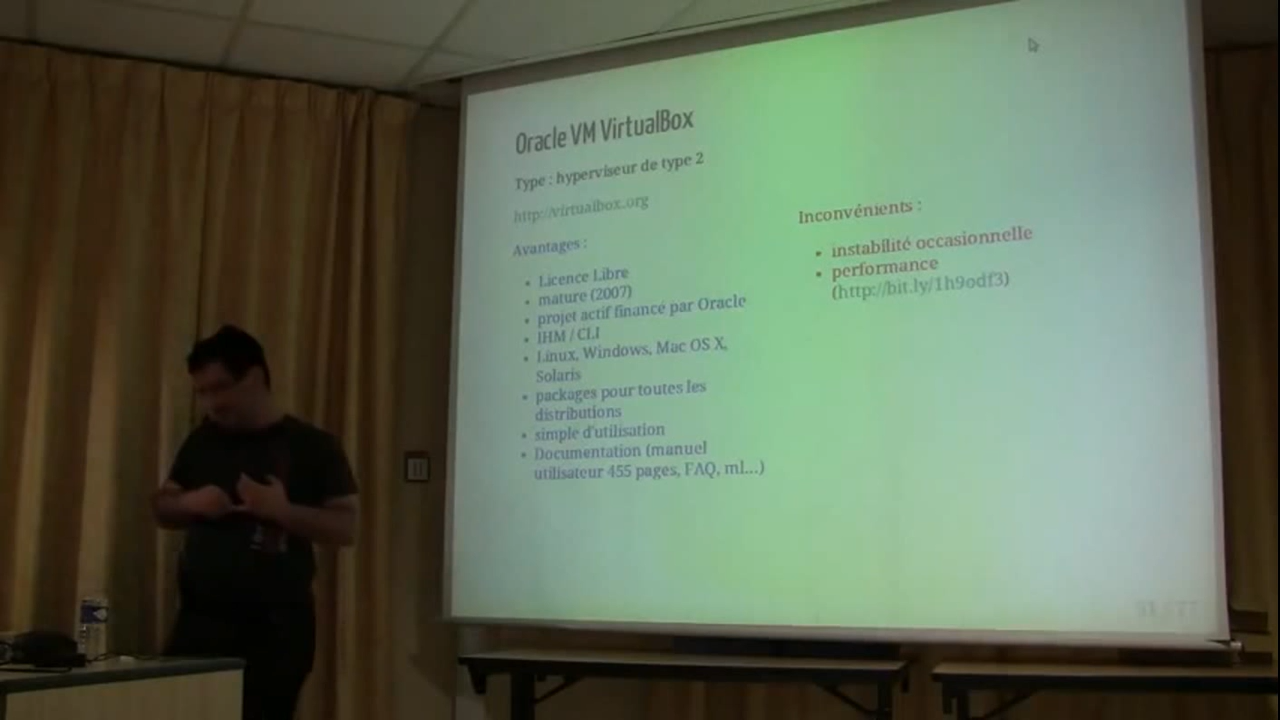 Oracle VM VirtualBox
Type : hyperviseur de type 2
http://virtualbox.org
Avantages :
• Licence Libre
• mature (2007)
• projet actif financé par Oracle
• IHM / CLI
• Linux, Windows, Mac OS X,
Solaris
• packages pour toutes les
distributions
• simple d'utilisation
• Documentation (manuel
utilisateur 455 pages, FAQ, ml...)
Inconvénients :
• instabilité occasionnelle
• performance
(http://bit.ly/1h9odf3)